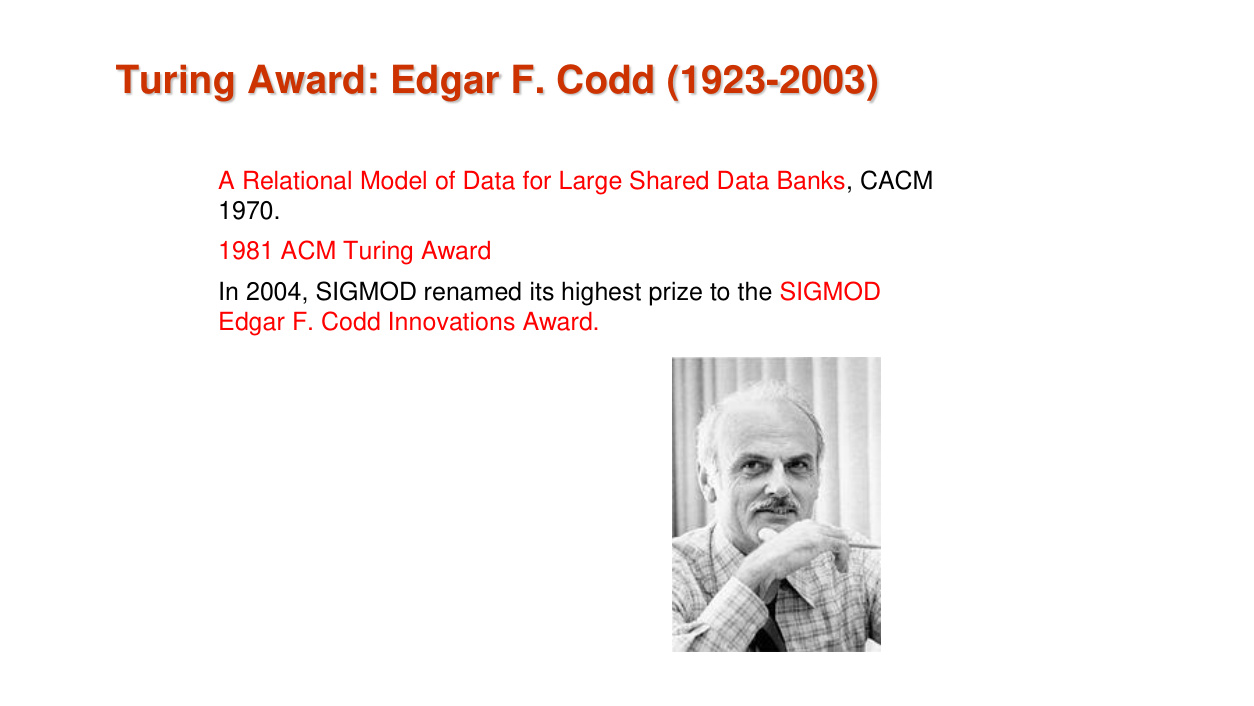 Turing Award: Edgar F. Codd (1923-2003)
A Relational Model of Data for Large Shared Data Banks, CACM
1970.
1981 ACM Turing Award
In 2004, SIGMOD renamed its highest prize to the SIGMOD
Edgar F. Codd Innovations Award.